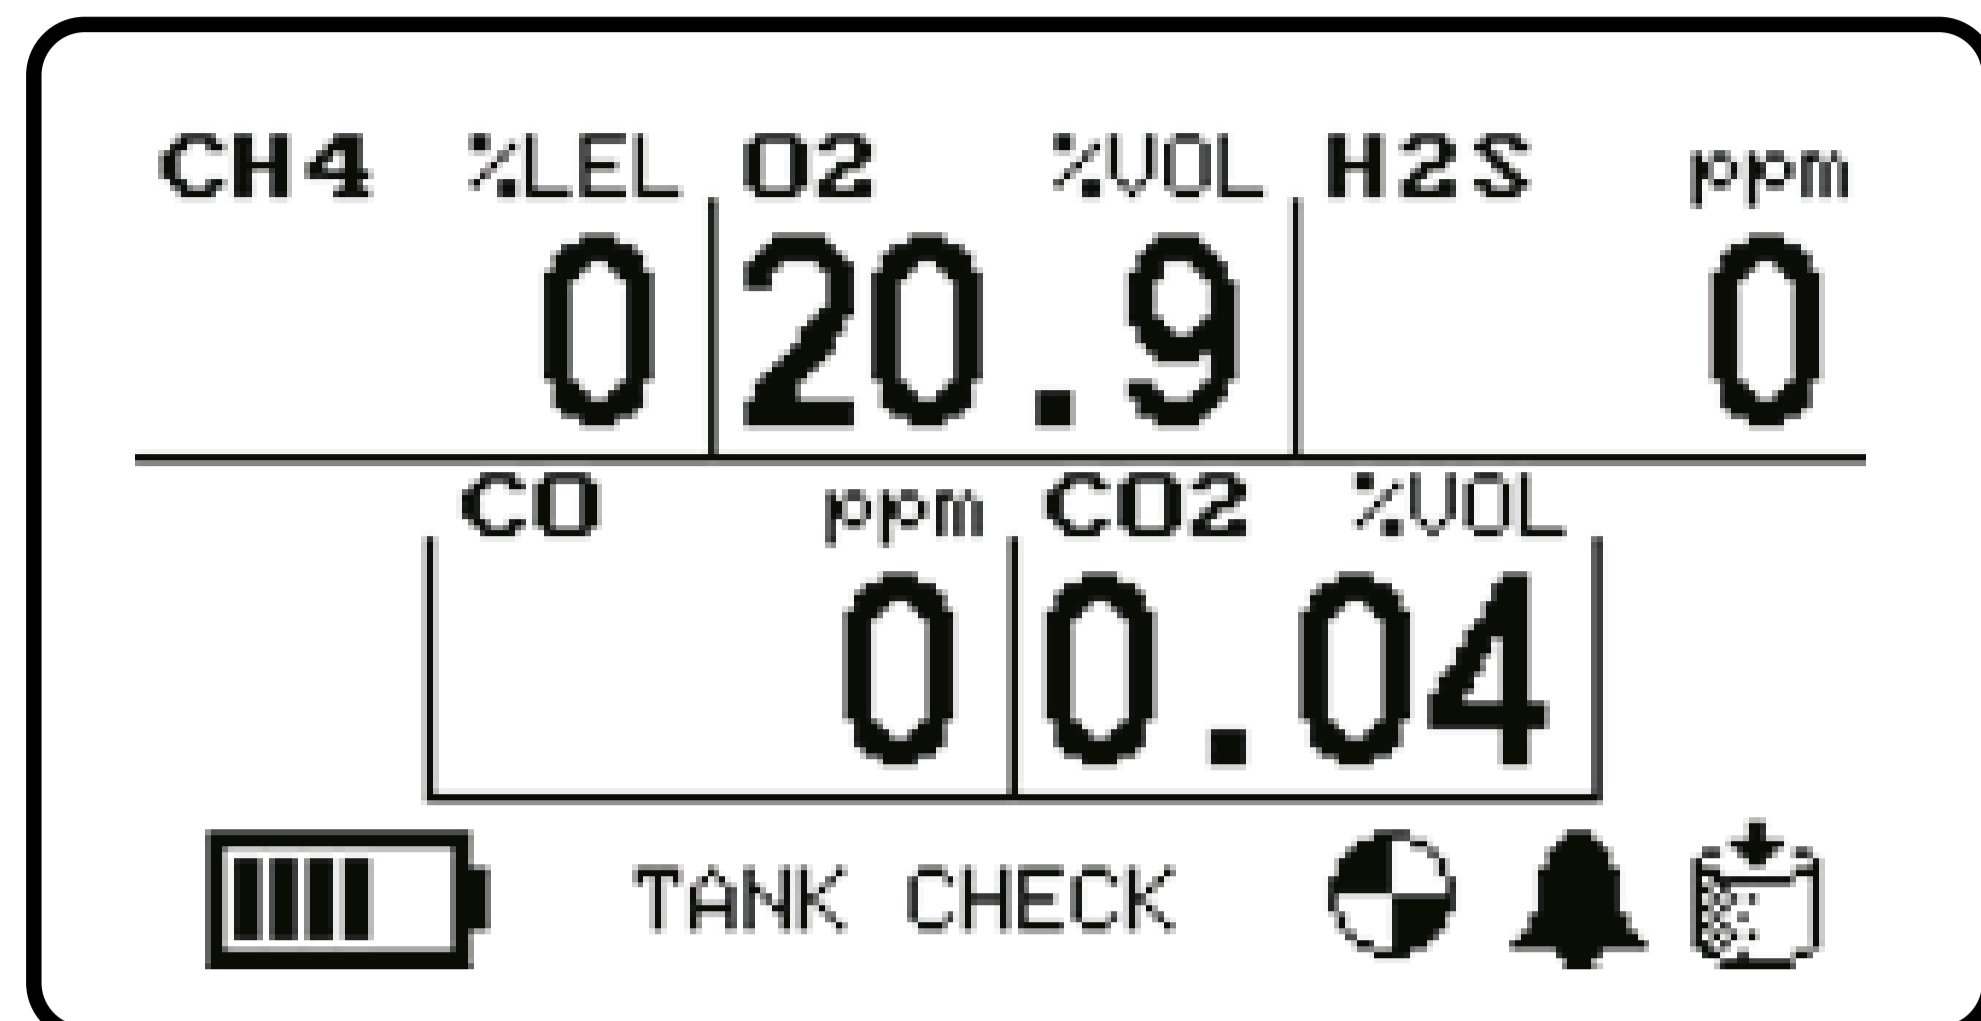 CH4 %LEL O2 %VOL H2S ppm
0 20.9 0
CO ppm CO2 %VOL
0 0.04
TANK CHECK